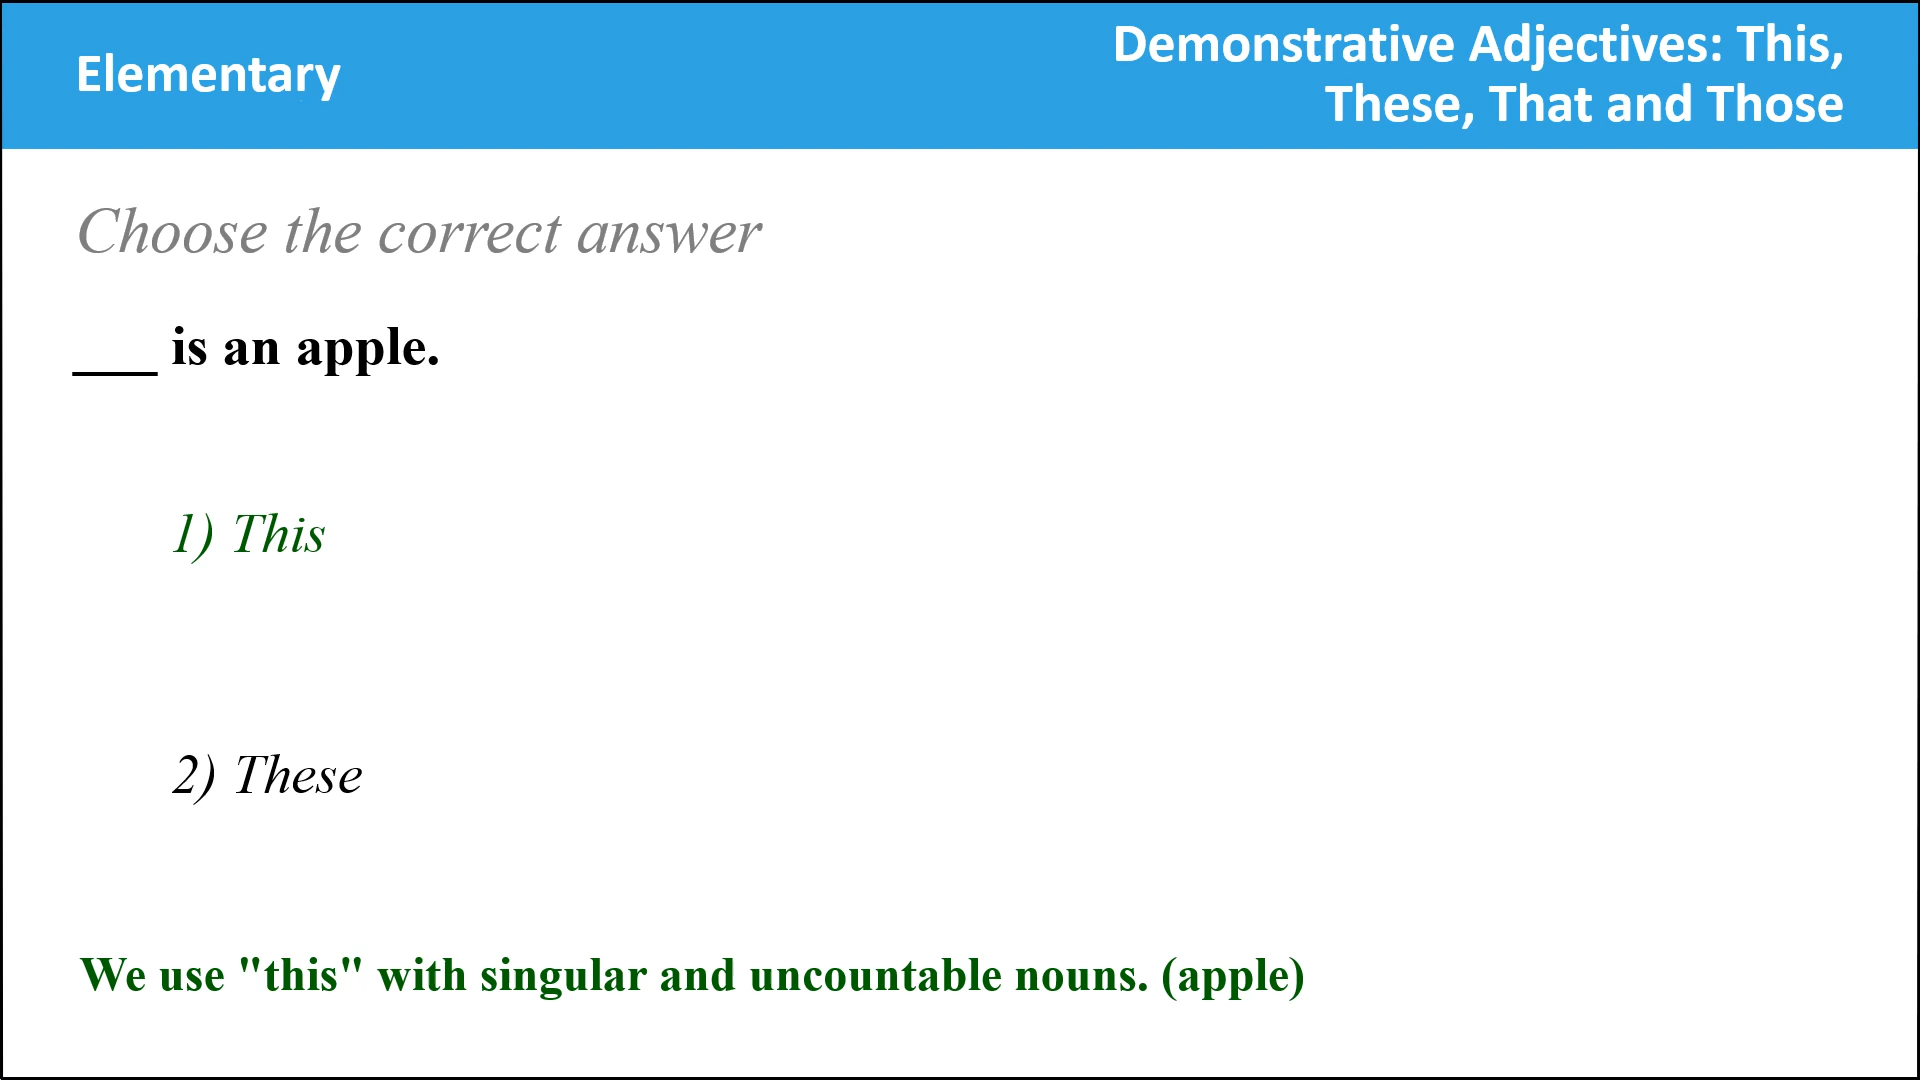 Elementary
Demonstrative Adjectives: This,
These, That and Those
Choose the correct answer
___ is an apple.
1) This
2) These
We use "this" with singular and uncountable nouns. (apple)